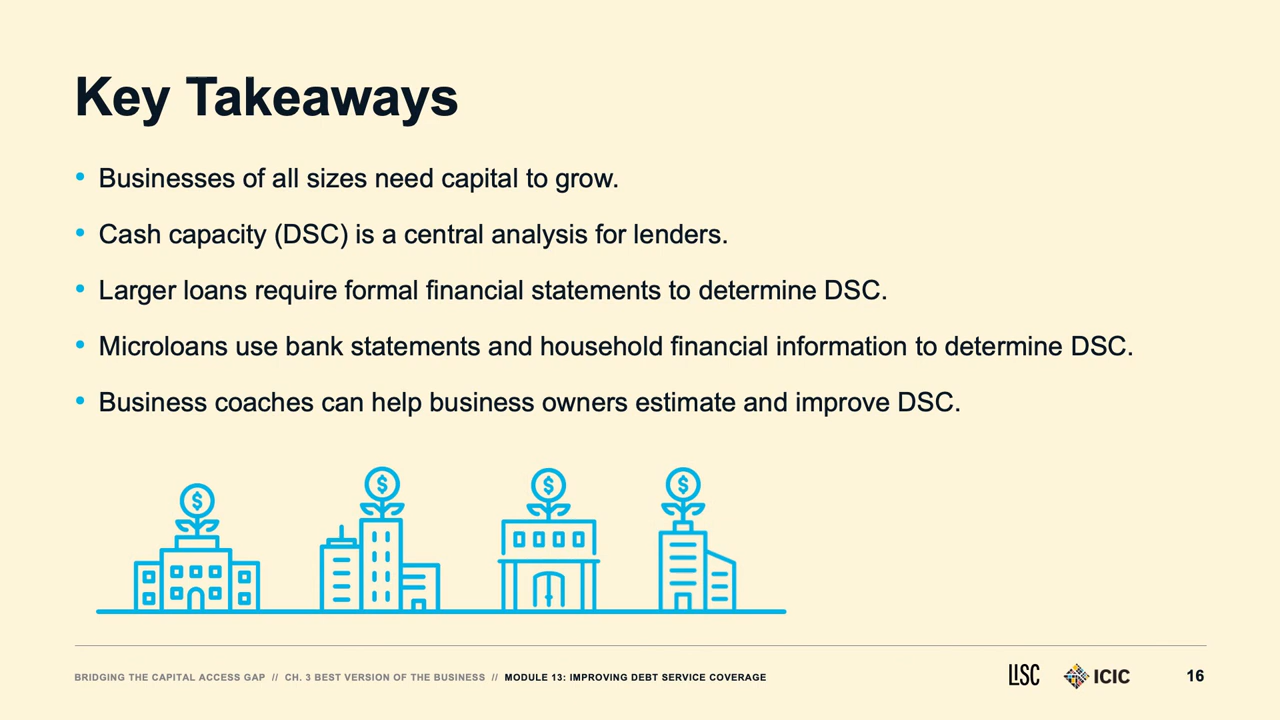 Key Takeaways
• Businesses of all sizes need capital to grow.
• Cash capacity (DSC) is a central analysis for lenders.
• Larger loans require formal financial statements to determine DSC.
• Microloans use bank statements and household financial information to determine DSC.
• Business coaches can help business owners estimate and improve DSC.
$ $ $ $
BRIDGING THE CAPITAL ACCESS GAP // CH. 3 BEST VERSION OF THE BUSINESS // MODULE 13: IMPROVING DEBT SERVICE COVERAGE LISC ICIC 16